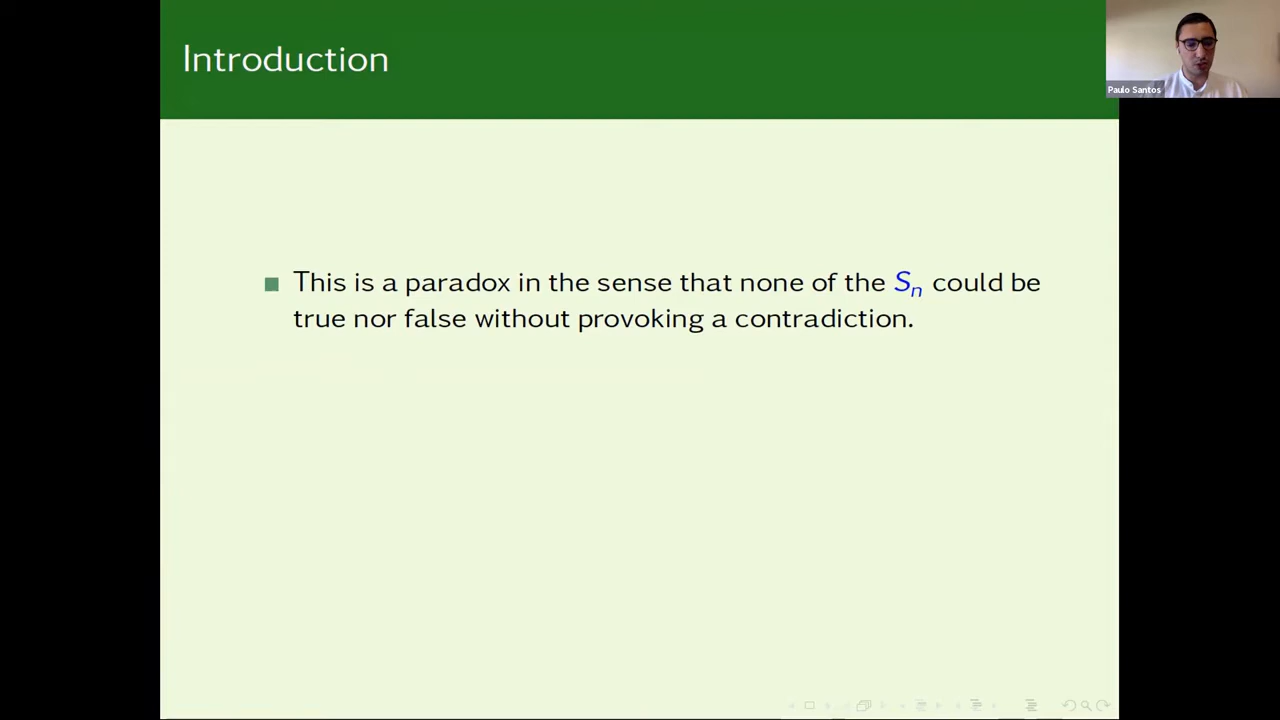 Introduction
Paulo Santos
This is a paradox in the sense that none of the Sn could be
true nor false without provoking a contradiction.